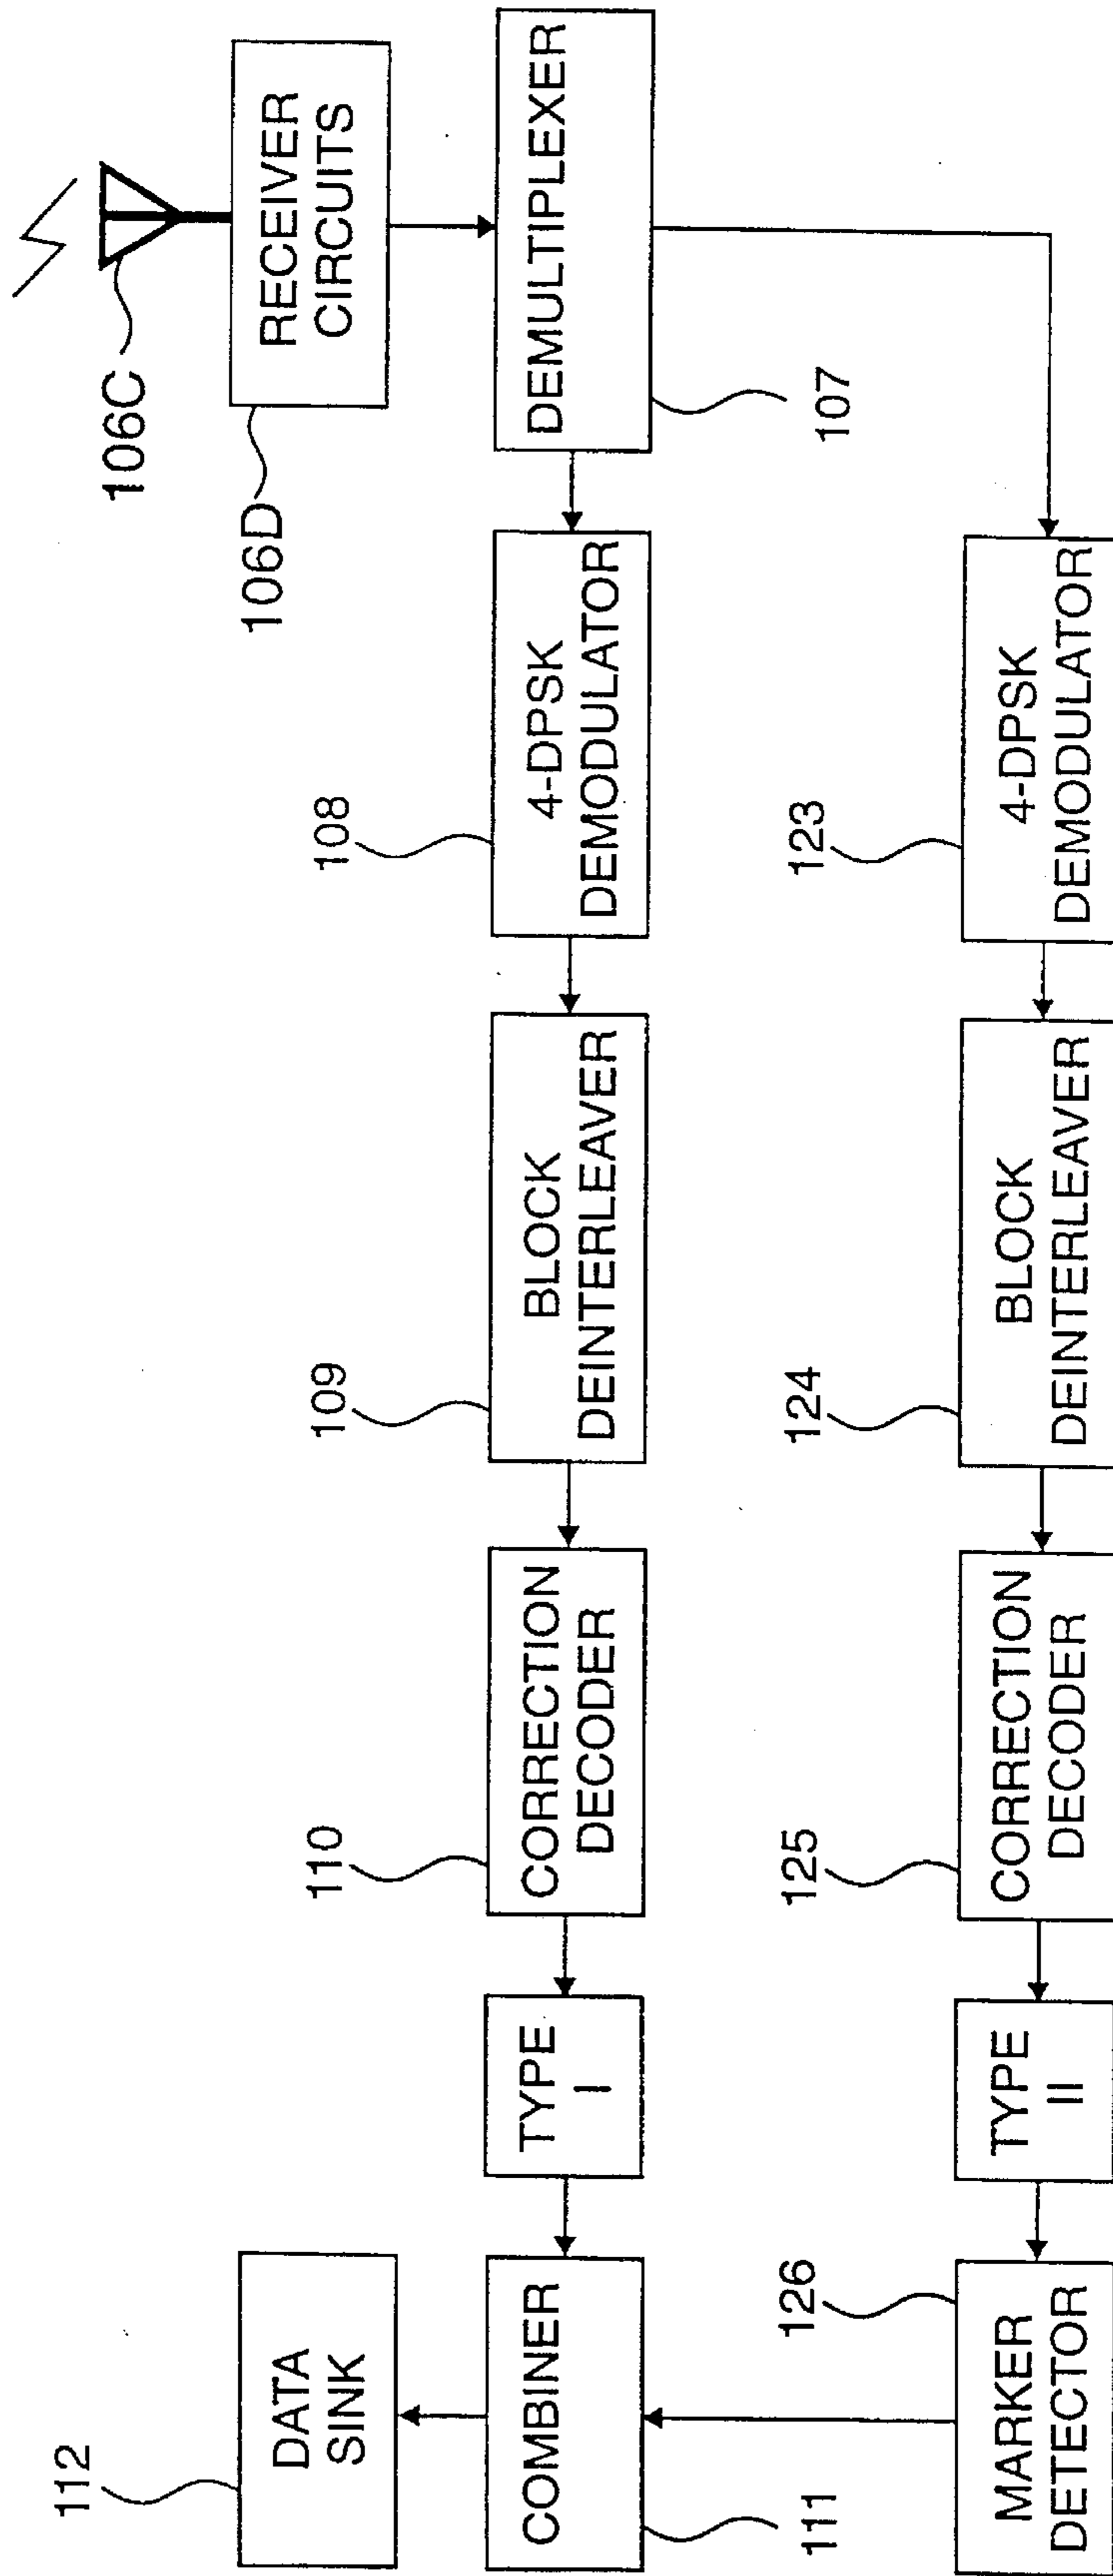 106C
RECEIVER
CIRCUITS
106D
DEMULTIPLEXER
107
4-DPSK
DEMODULATOR
108
BLOCK
DEINTERLEAVER
109
CORRECTION
DECODER
110
TYPE
I
COMBINER
111
DATA
SINK
112
4-DPSK
DEMODULATOR
123
BLOCK
DEINTERLEAVER
124
CORRECTION
DECODER
125
TYPE
II
MARKER
DETECTOR
126